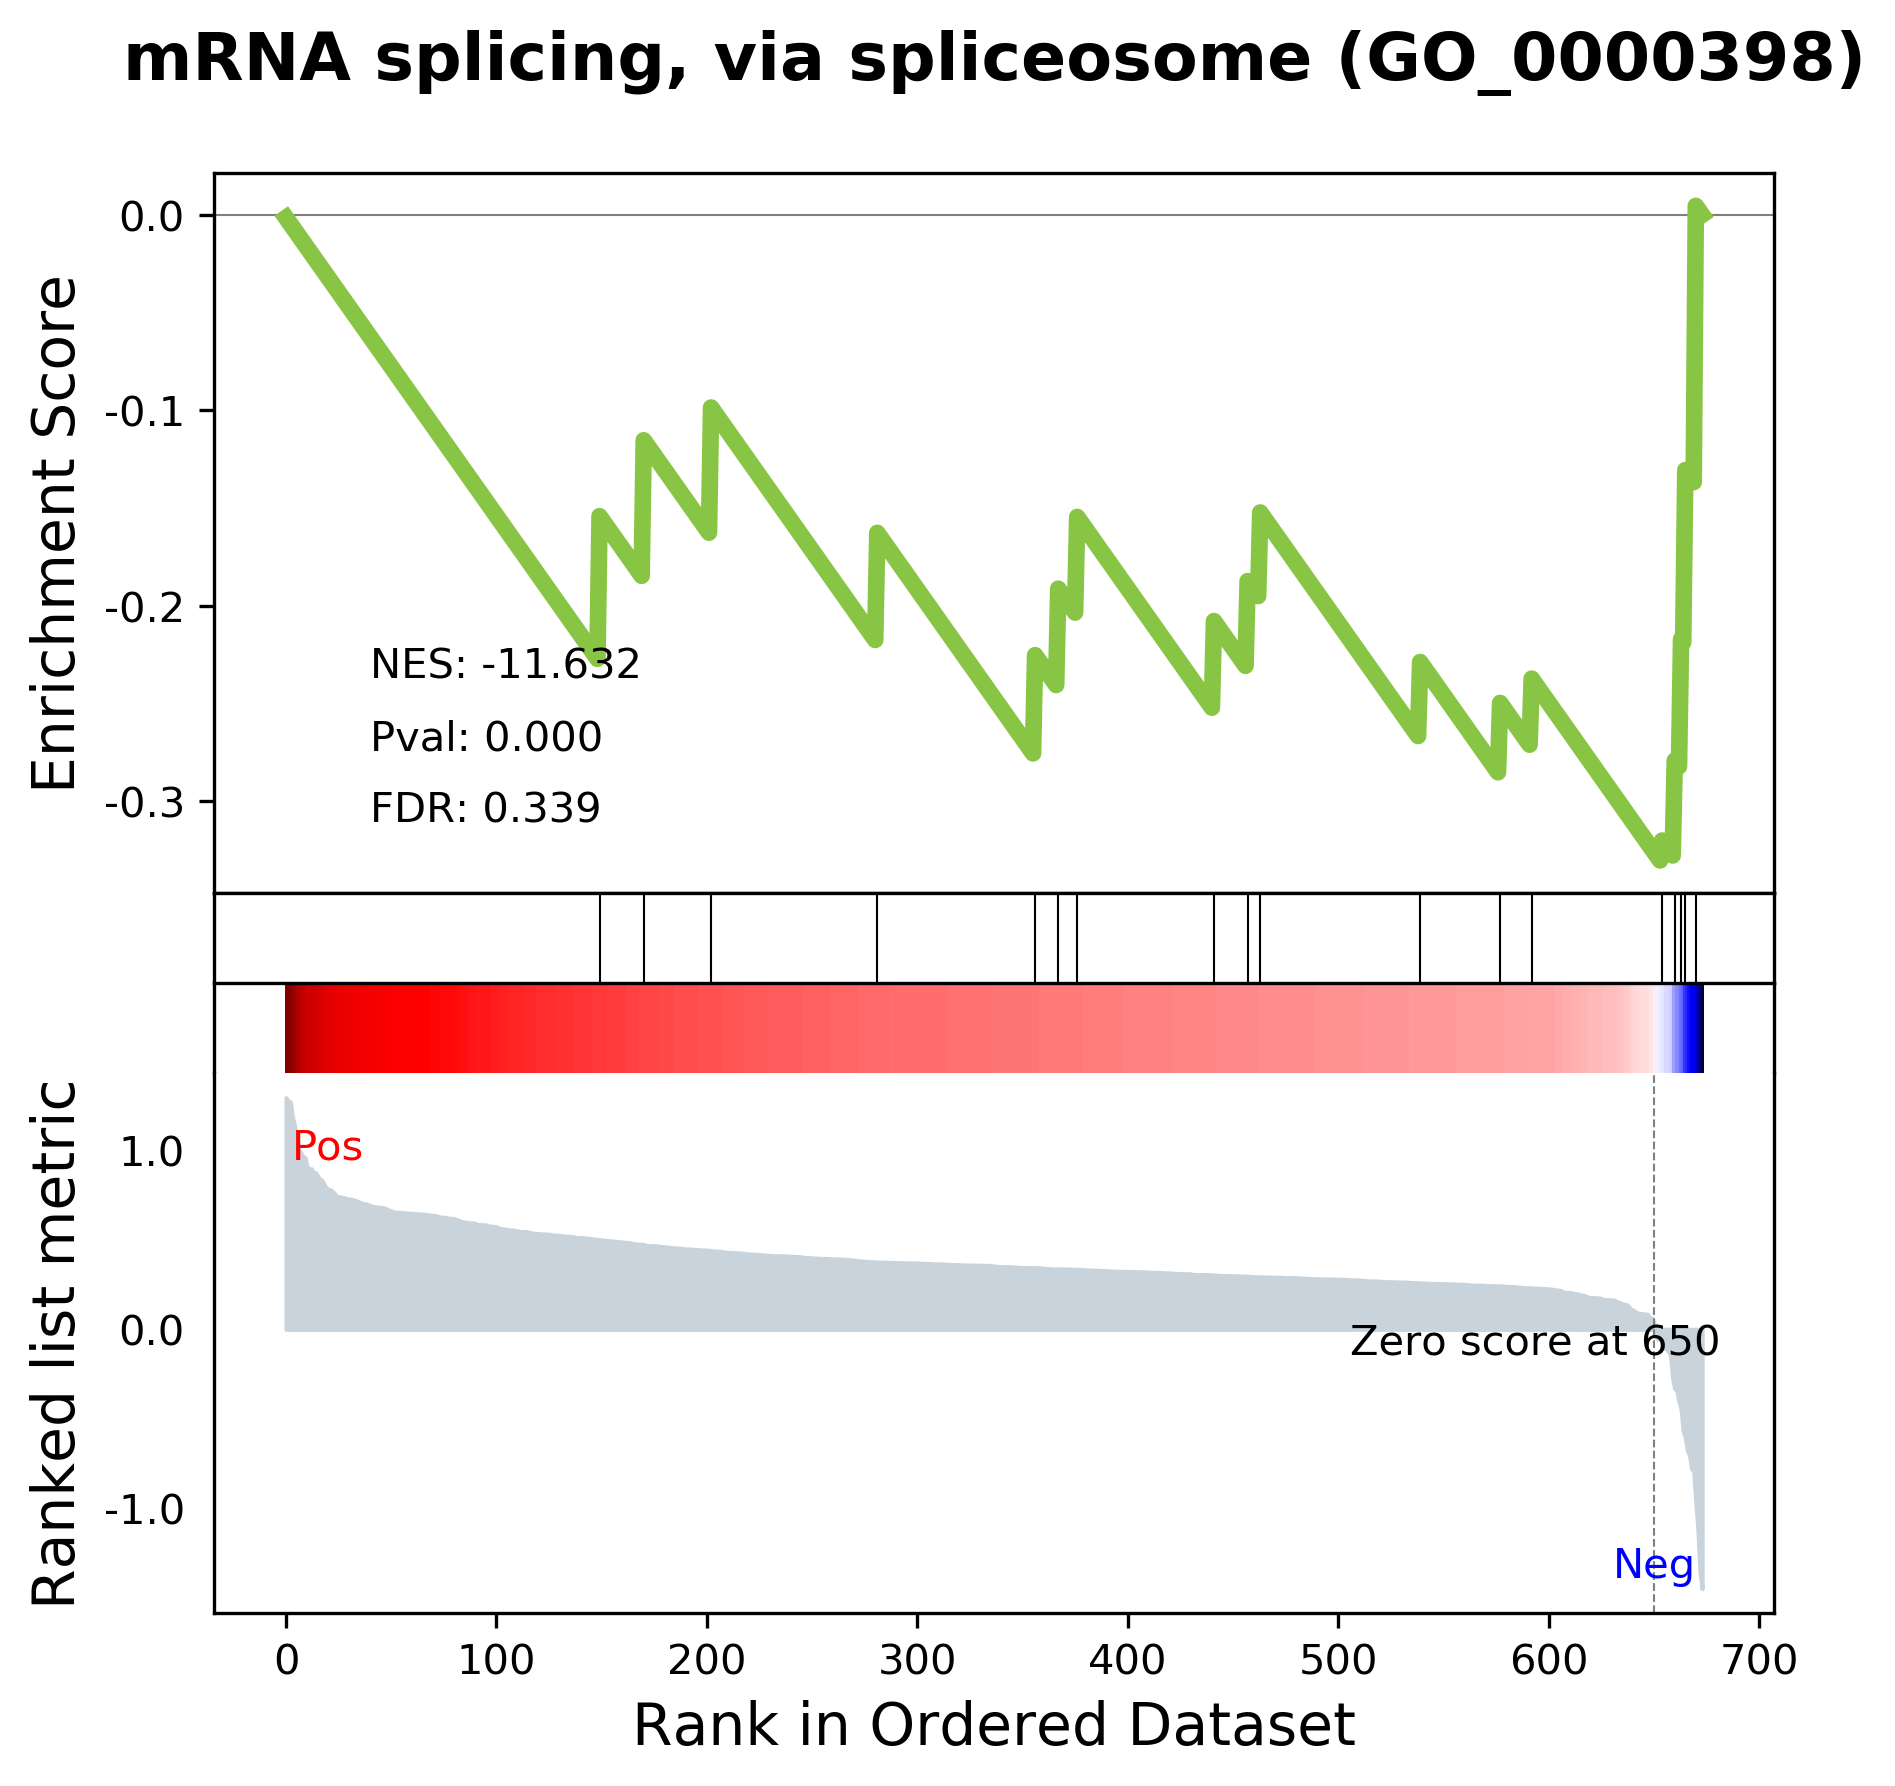 mRNA splicing, via spliceosome (GO_0000398)
Enrichment Score
0.0
-0.1
-0.2
-0.3
NES: -11.632
Pval: 0.000
FDR: 0.339
Ranked list metric
1.0
0.0
-1.0
Pos
Zero score at 650
Neg
0 100 200 300 400 500 600 700
Rank in Ordered Dataset